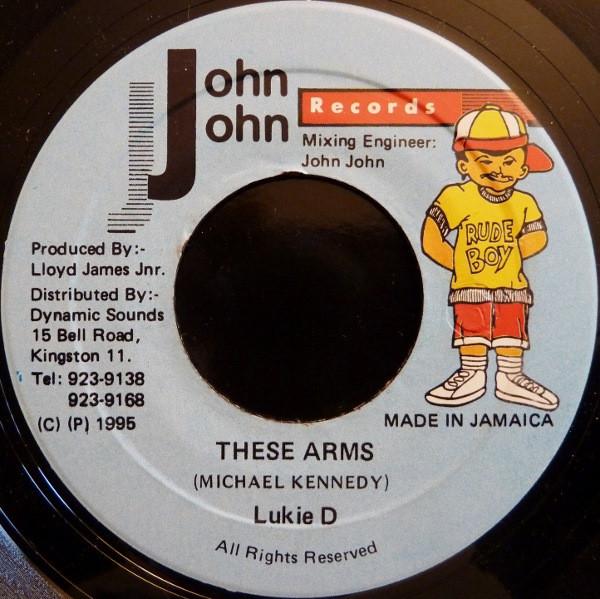 John
John
Records
Mixing Engineer:
John John
RUDE
BOY
Produced By:-
Lloyd James Jnr.
Distributed By:-
Dynamic Sounds
15 Bell Road,
Kingston 11.
Tel: 923-9138
923-9168
(C) (P) 1995
MADE IN JAMAICA
THESE ARMS
(MICHAEL KENNEDY)
Lukie D
All Rights Reserved